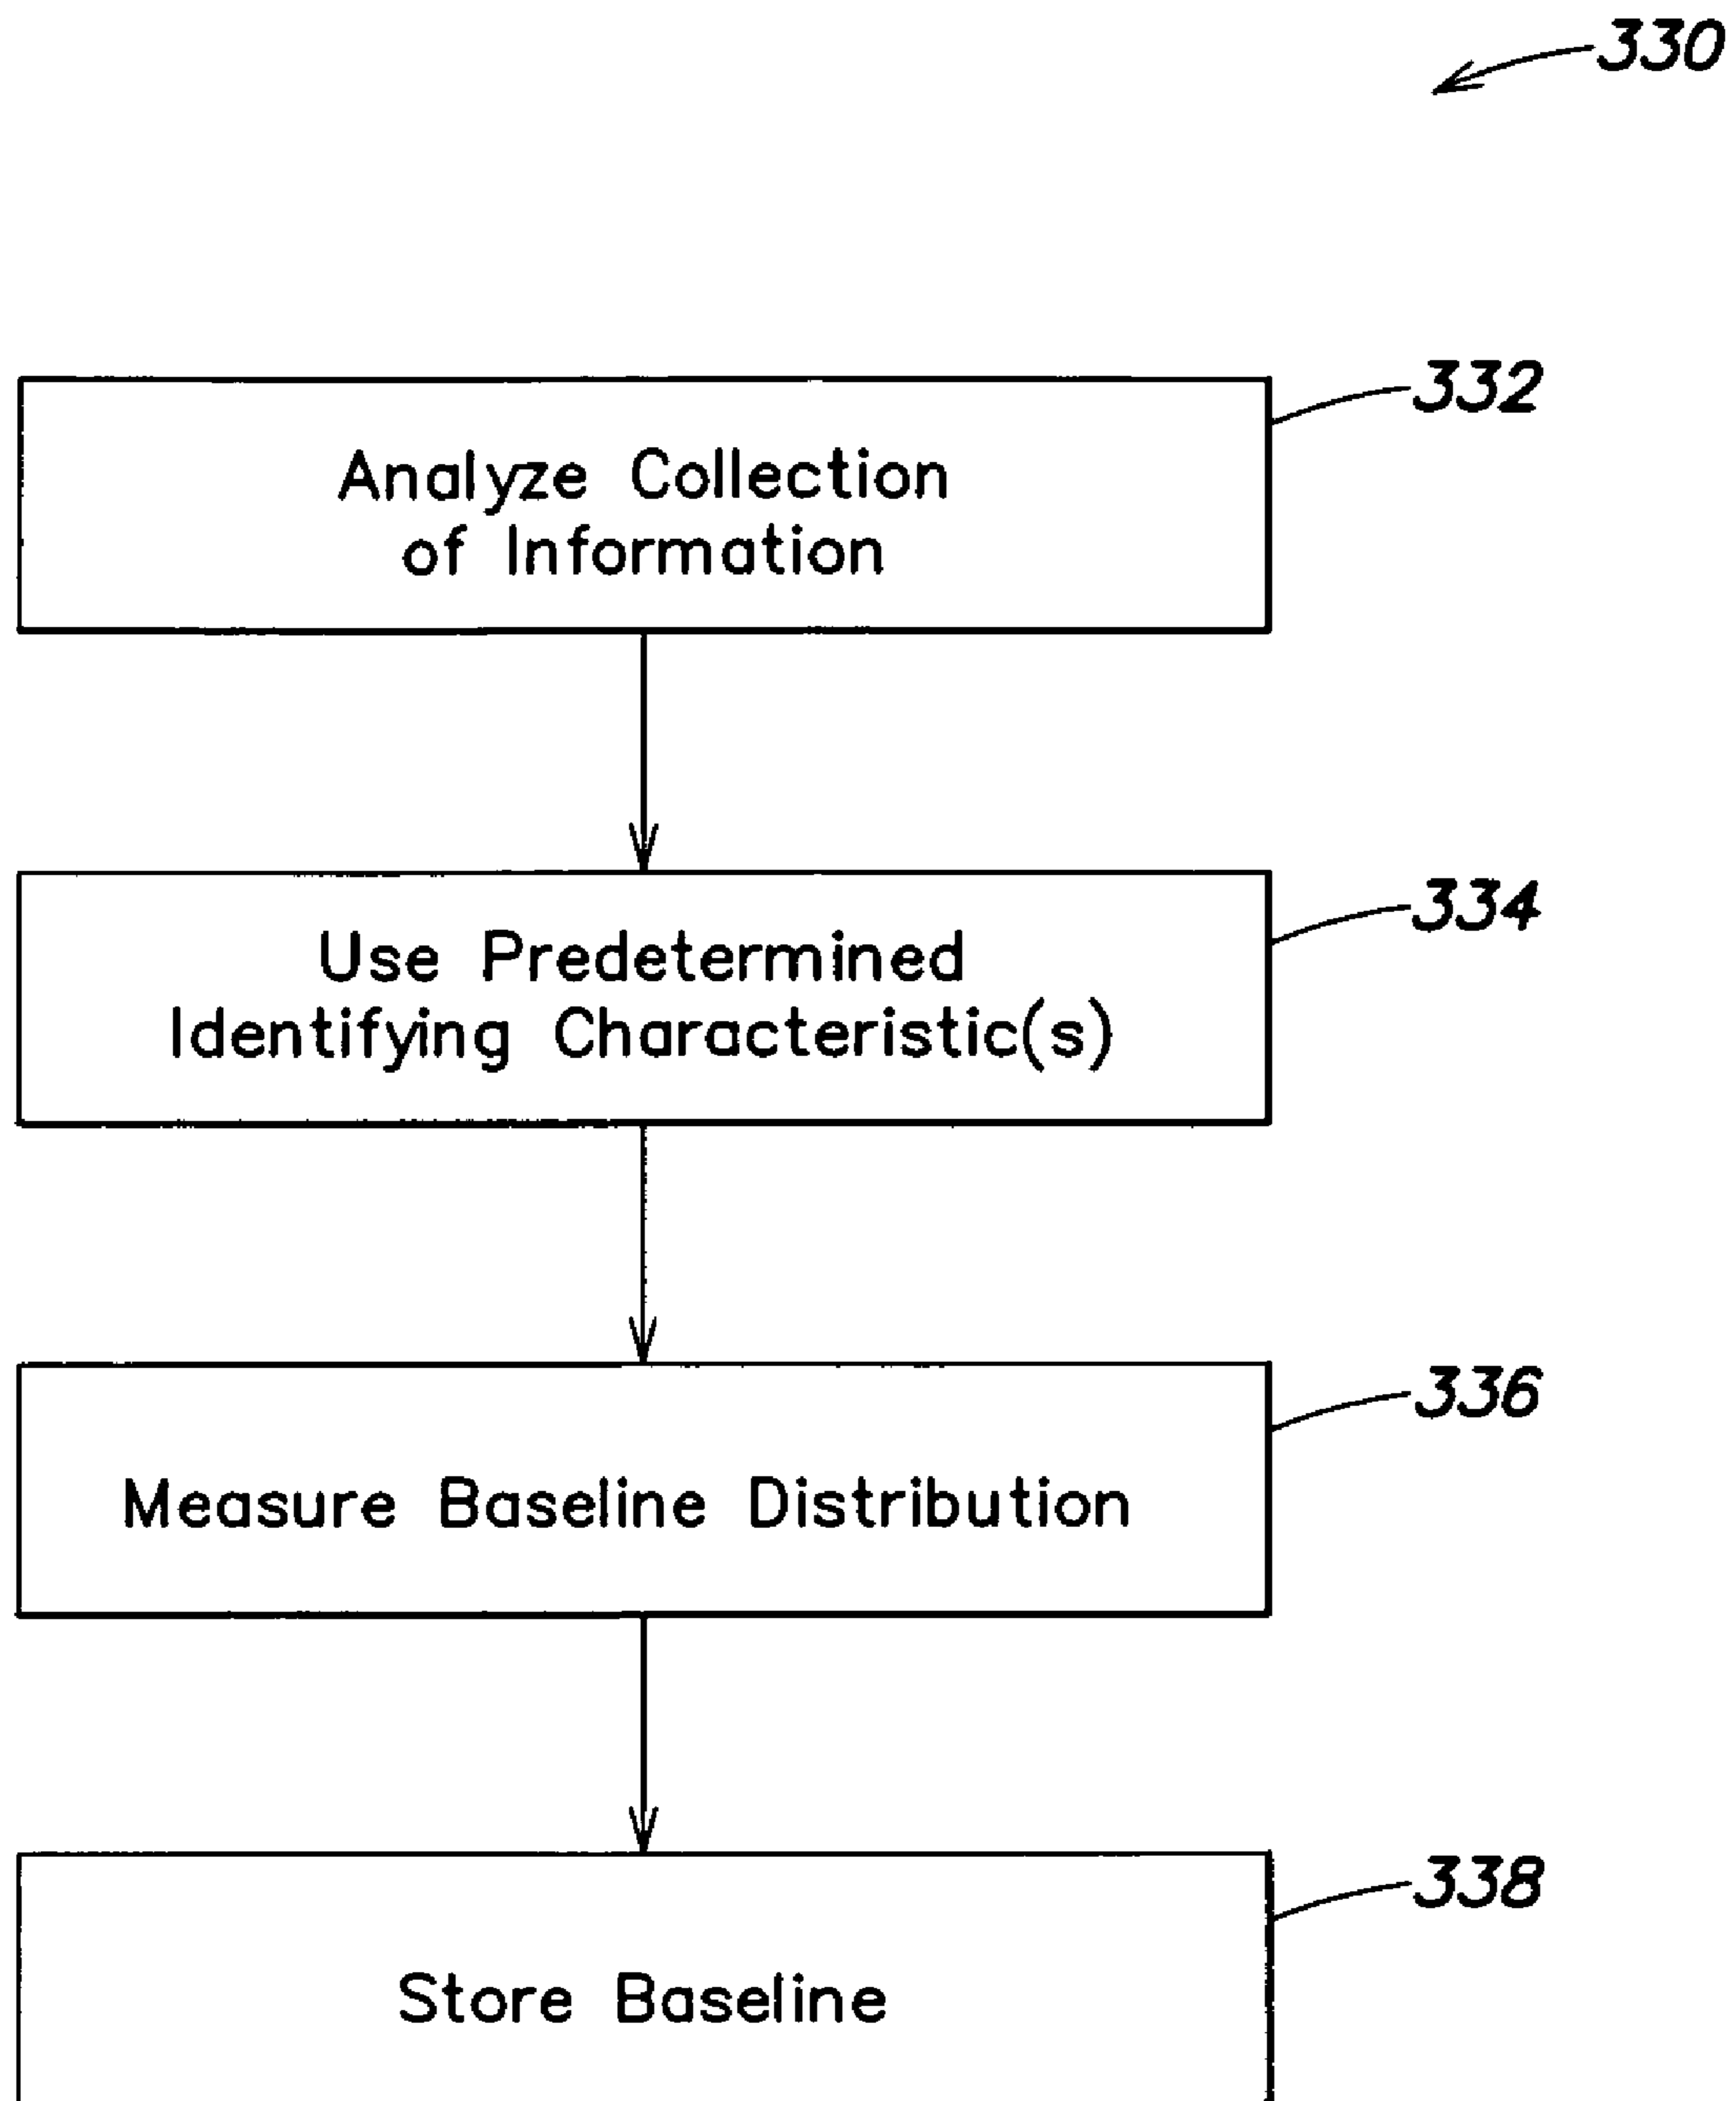 330
332
Analyze Collection
of Information
334
Use Predetermined
Identifying Characteristic(s)
336
Measure Baseline Distribution
338
Store Baseline